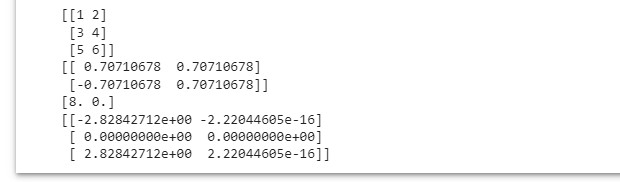 [[1 2]
 [3 4]
 [5 6]]
[[ 0.70710678  0.70710678]
 [-0.70710678  0.70710678]]
[8. 0.]
[[-2.82842712e+00 -2.22044605e-16]
 [ 0.00000000e+00  0.00000000e+00]
 [ 2.82842712e+00  2.22044605e-16]]